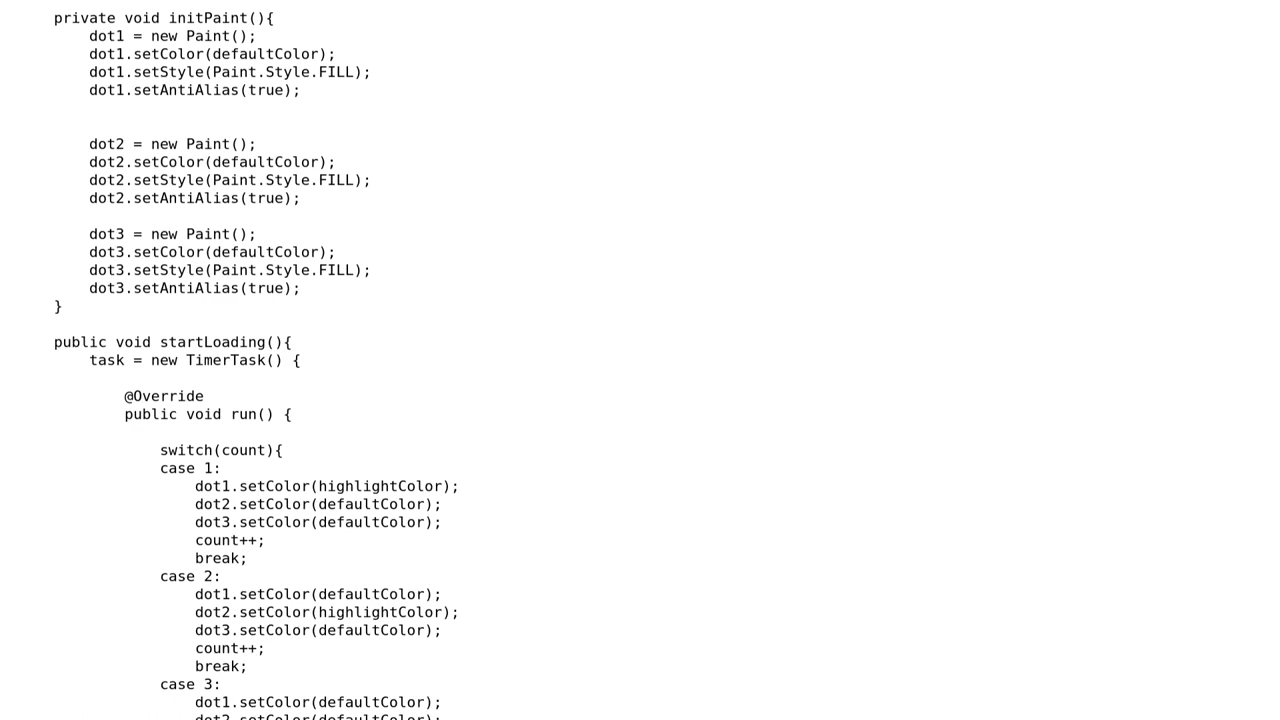 private void initPaint(){
dot1 = new Paint();
dot1.setColor(defaultColor);
dot1.setStyle(Paint.Style.FILL);
dot1.setAntiAlias(true);
dot2 = new Paint();
dot2.setColor(defaultColor);
dot2.setStyle(Paint.Style.FILL);
dot2.setAntiAlias(true);
dot3 = new Paint();
dot3.setColor(defaultColor);
dot3.setStyle(Paint.Style.FILL);
dot3.setAntiAlias(true);
}
public void startLoading(){
task = new TimerTask() {
@Override
public void run() {
switch(count){
case 1:
dot1.setColor(highlightColor);
dot2.setColor(defaultColor);
dot3.setColor(defaultColor);
count++;
break;
case 2:
dot1.setColor(defaultColor);
dot2.setColor(highlightColor);
dot3.setColor(defaultColor);
count++;
break;
case 3:
dot1.setColor(defaultColor);
dot2.setColor(defaultColor);